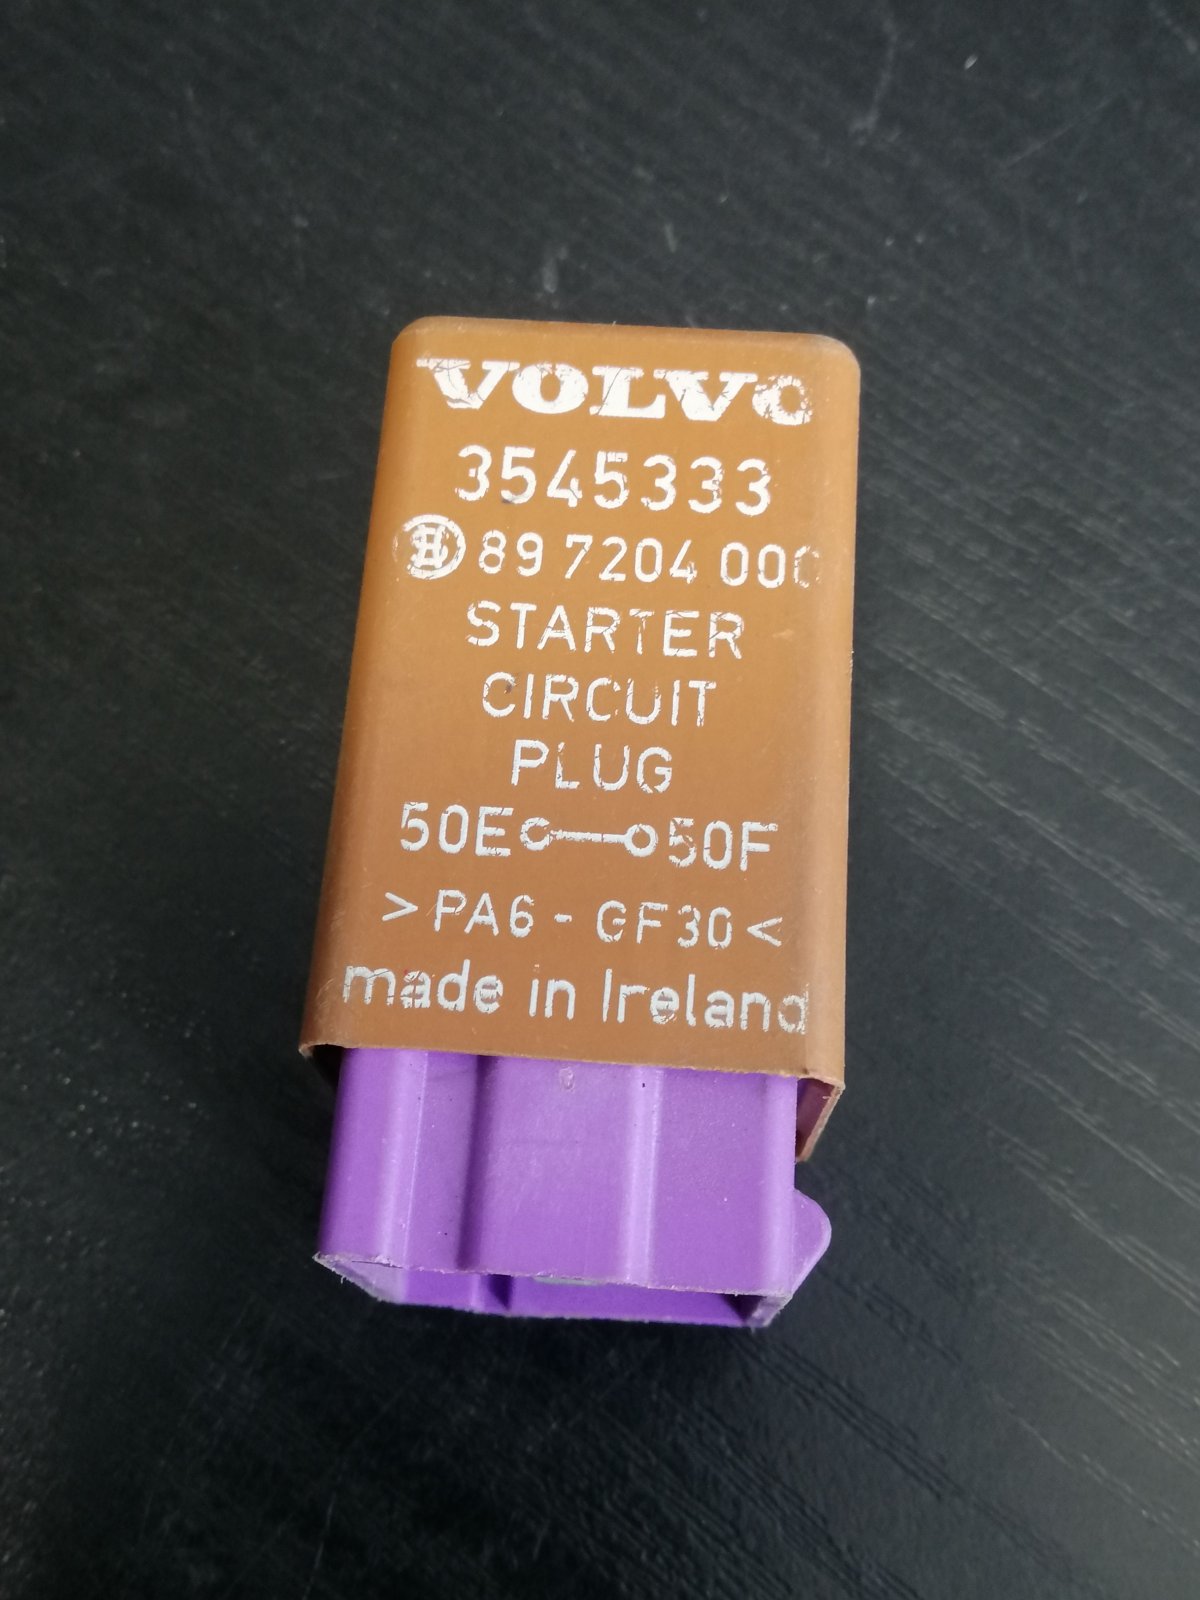 VOLVO
3545333
89 7204 000
STARTER
CIRCUIT
PLUG
50E 50F
>PA6-GF30<
made in Ireland